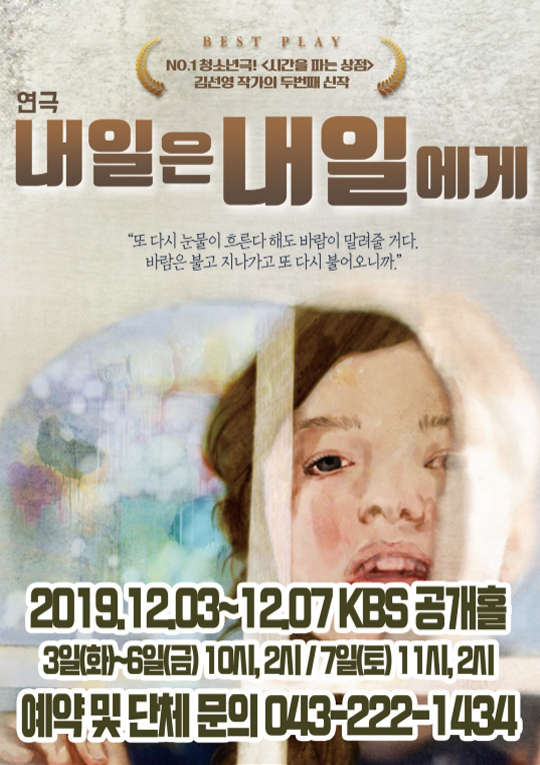 BEST PLAY
NO.1 청소년극! <시간을 파는 상점>
김선영 작가의 두번째 신작
연극
내일은 내일에게
“또 다시 눈물이 흐른다 해도 바람이 말려줄 거다.
바람은 불고 지나가고 또 다시 불어오니까.”
2019.12.03~12.07 KBS 공개홀
3일(화)~6일(금) 10시, 2시 / 7일(토) 11시, 2시
예약 및 단체 문의 043-222-1434